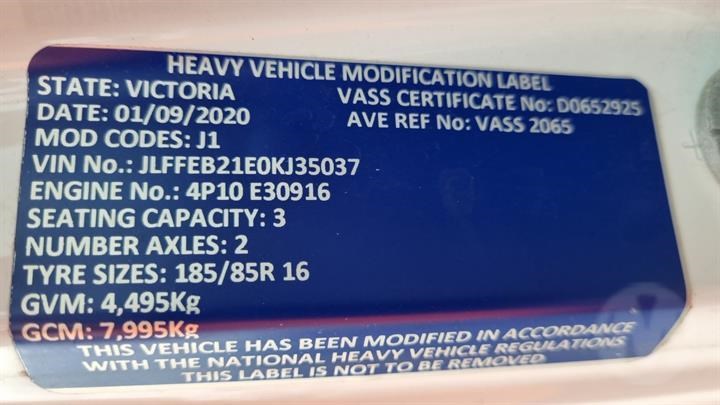 HEAVY VEHICLE MODIFICATION LABEL
STATE: VICTORIA
VASS CERTIFICATE No: D0652925
DATE: 01/09/2020
AVE REF No: VASS 2065
MOD CODES: J1
VIN No.: JLFFEB21E0KJ35037
ENGINE No.: 4P10 E30916
SEATING CAPACITY: 3
NUMBER AXLES: 2
TYRE SIZES: 185/85R 16
GVM: 4,495Kg
GCM: 7,995Kg
THIS VEHICLE HAS BEEN MODIFIED IN ACCORDANCE
WITH THE NATIONAL HEAVY VEHICLE REGULATIONS
THIS LABEL IS NOT TO BE REMOVED